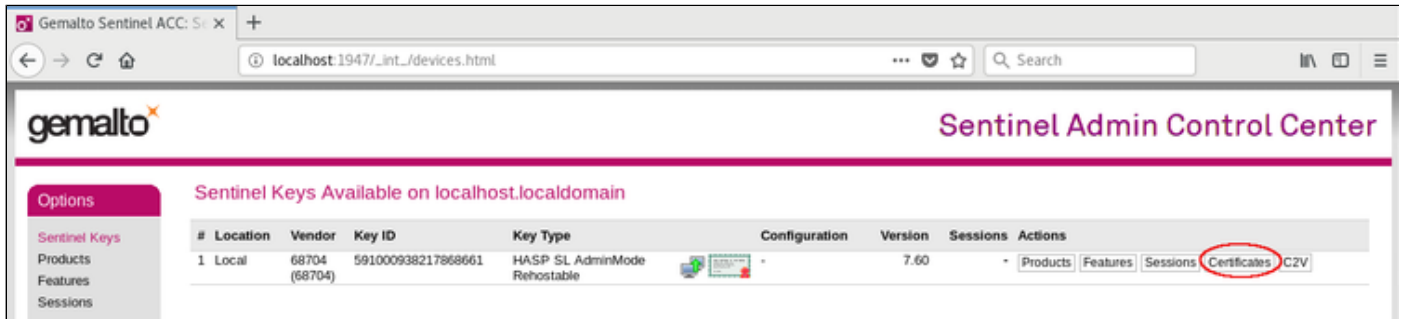 Gemalto Sentinel ACC: Se
localhost:1947/_int_/devices.html
Search
gemalto
Sentinel Admin Control Center
Options
Sentinel Keys
Products
Features
Sessions
Sentinel Keys Available on localhost.localdomain
# Location Vendor Key ID Key Type Configuration Version Sessions Actions
1 Local 68704 591000938217868661 HASP SL AdminMode - 7.60 - Products Features Sessions Certificates C2V
(68704) Rehostable